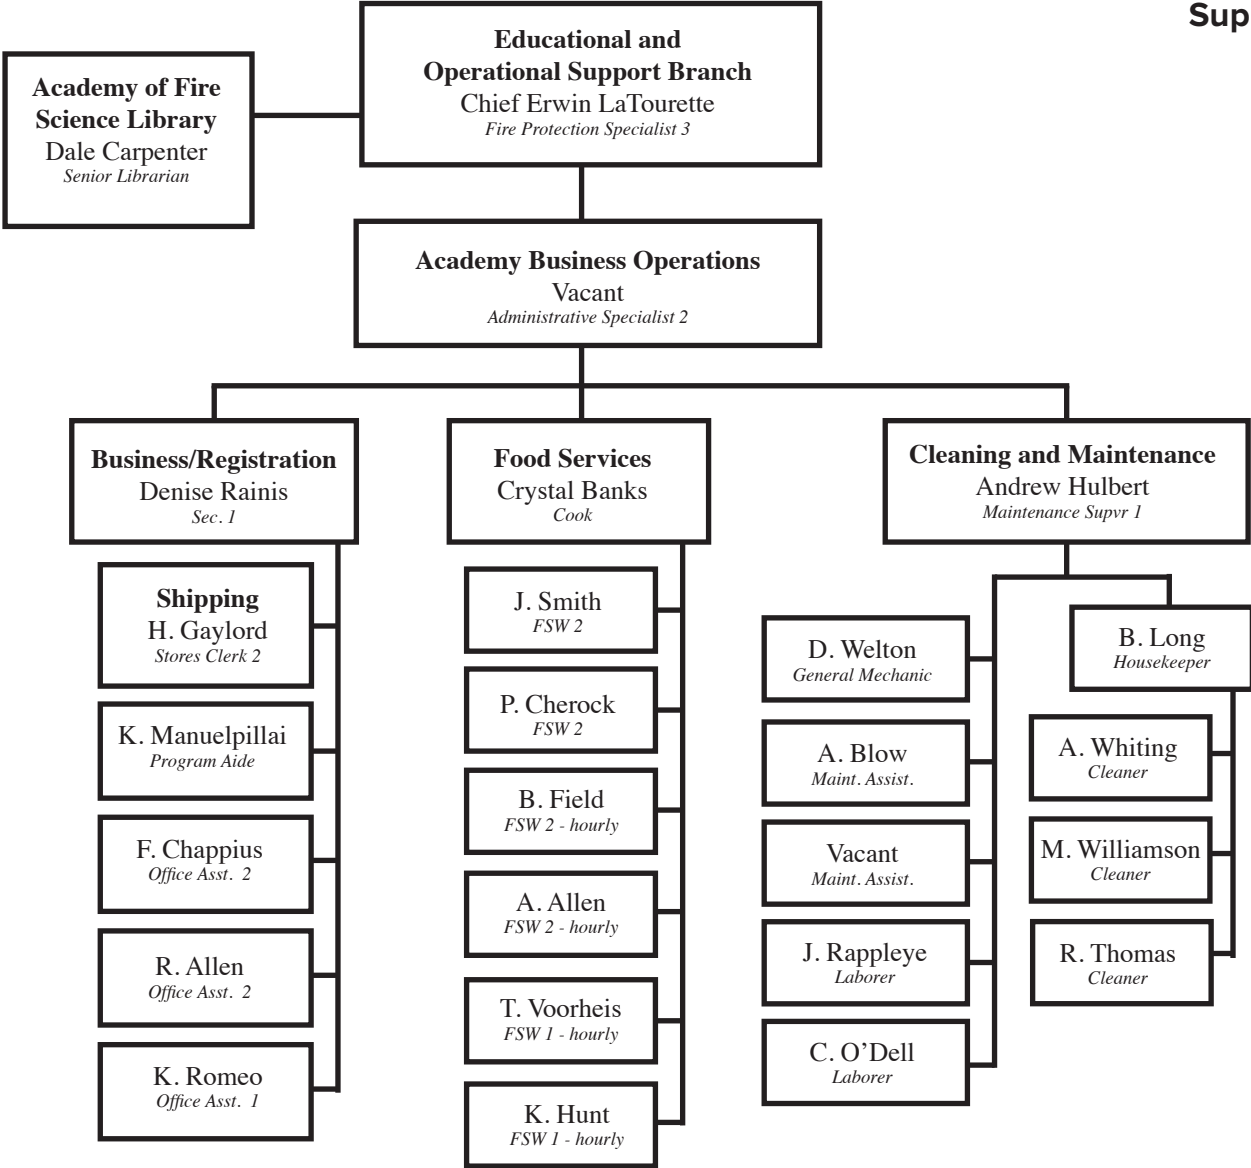 Sup
Educational and
Operational Support Branch
Chief Erwin LaTourette
Fire Protection Specialist 3
Academy of Fire
Science Library
Dale Carpenter
Senior Librarian
Academy Business Operations
Vacant
Administrative Specialist 2
Business/Registration
Denise Rainis
Sec. 1
Shipping
H. Gaylord
Stores Clerk 2
K. Manuelpillai
Program Aide
F. Chappius
Office Asst. 2
R. Allen
Office Asst. 2
K. Romeo
Office Asst. 1
Food Services
Crystal Banks
Cook
J. Smith
FSW 2
P. Cherock
FSW 2
B. Field
FSW 2 - hourly
A. Allen
FSW 2 - hourly
T. Voorheis
FSW 1 - hourly
K. Hunt
FSW 1 - hourly
Cleaning and Maintenance
Andrew Hulbert
Maintenance Supvr 1
D. Welton
General Mechanic
A. Blow
Maint. Assist.
Vacant
Maint. Assist.
J. Rappleye
Laborer
C. O’Dell
Laborer
B. Long
Housekeeper
A. Whiting
Cleaner
M. Williamson
Cleaner
R. Thomas
Cleaner